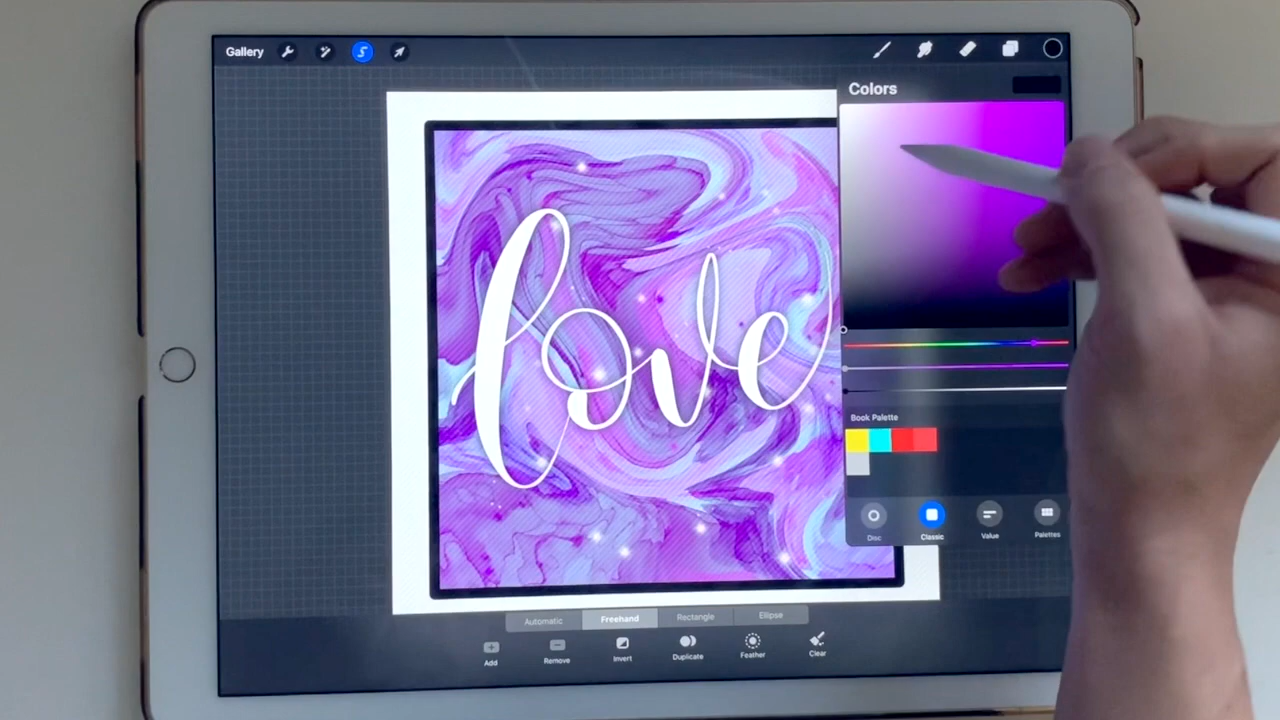 Gallery
Colors
love
Book Palette
Disc Classic Value Palettes
Automatic Freehand Rectangle Ellipse
Add Remove Invert Duplicate Feather Clear